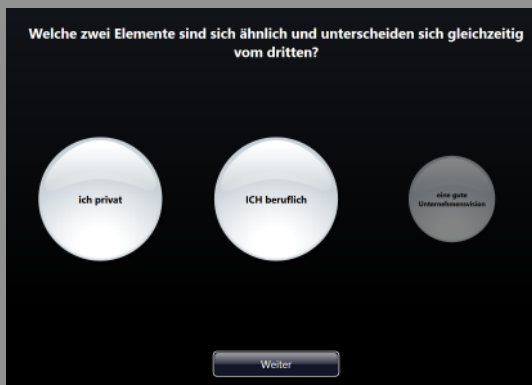 Welche zwei Elemente sind sich ähnlich und unterscheiden sich gleichzeitig
vom dritten?
ich privat
ICH beruflich
eine gute
Unternehmensvision
Weiter